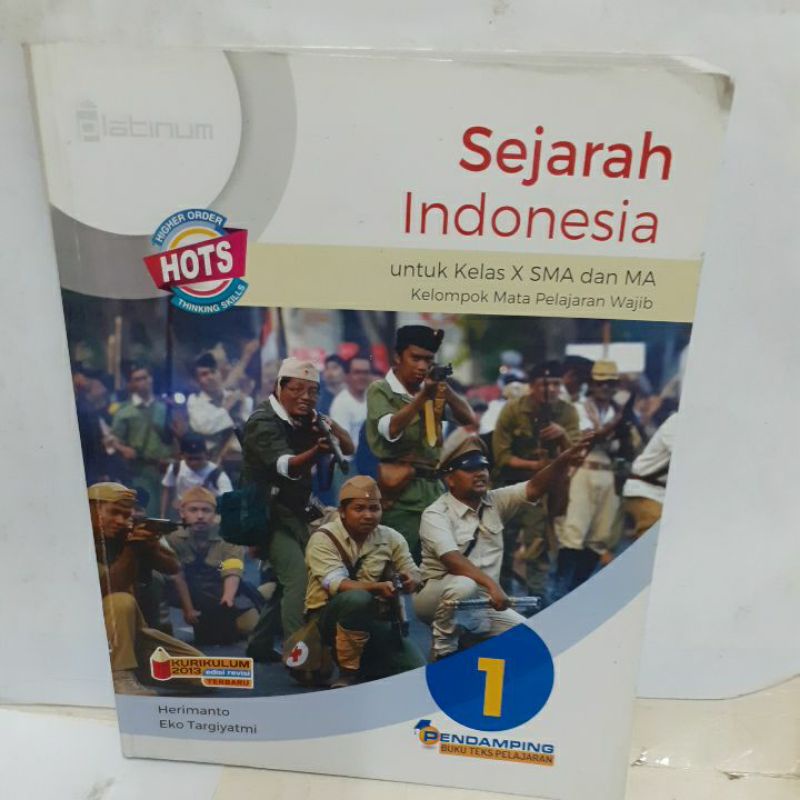 Platinum
Sejarah
Indonesia
untuk Kelas X SMA dan MA
Kelompok Mata Pelajaran Wajib
HIGHER ORDER
HOTS
THINKING SKILLS
KURIKULUM
2013 edisi revisi
TERBARU
Herimanto
Eko Targiyatmi
1
PENDAMPING
BUKU TEKS PELAJARAN